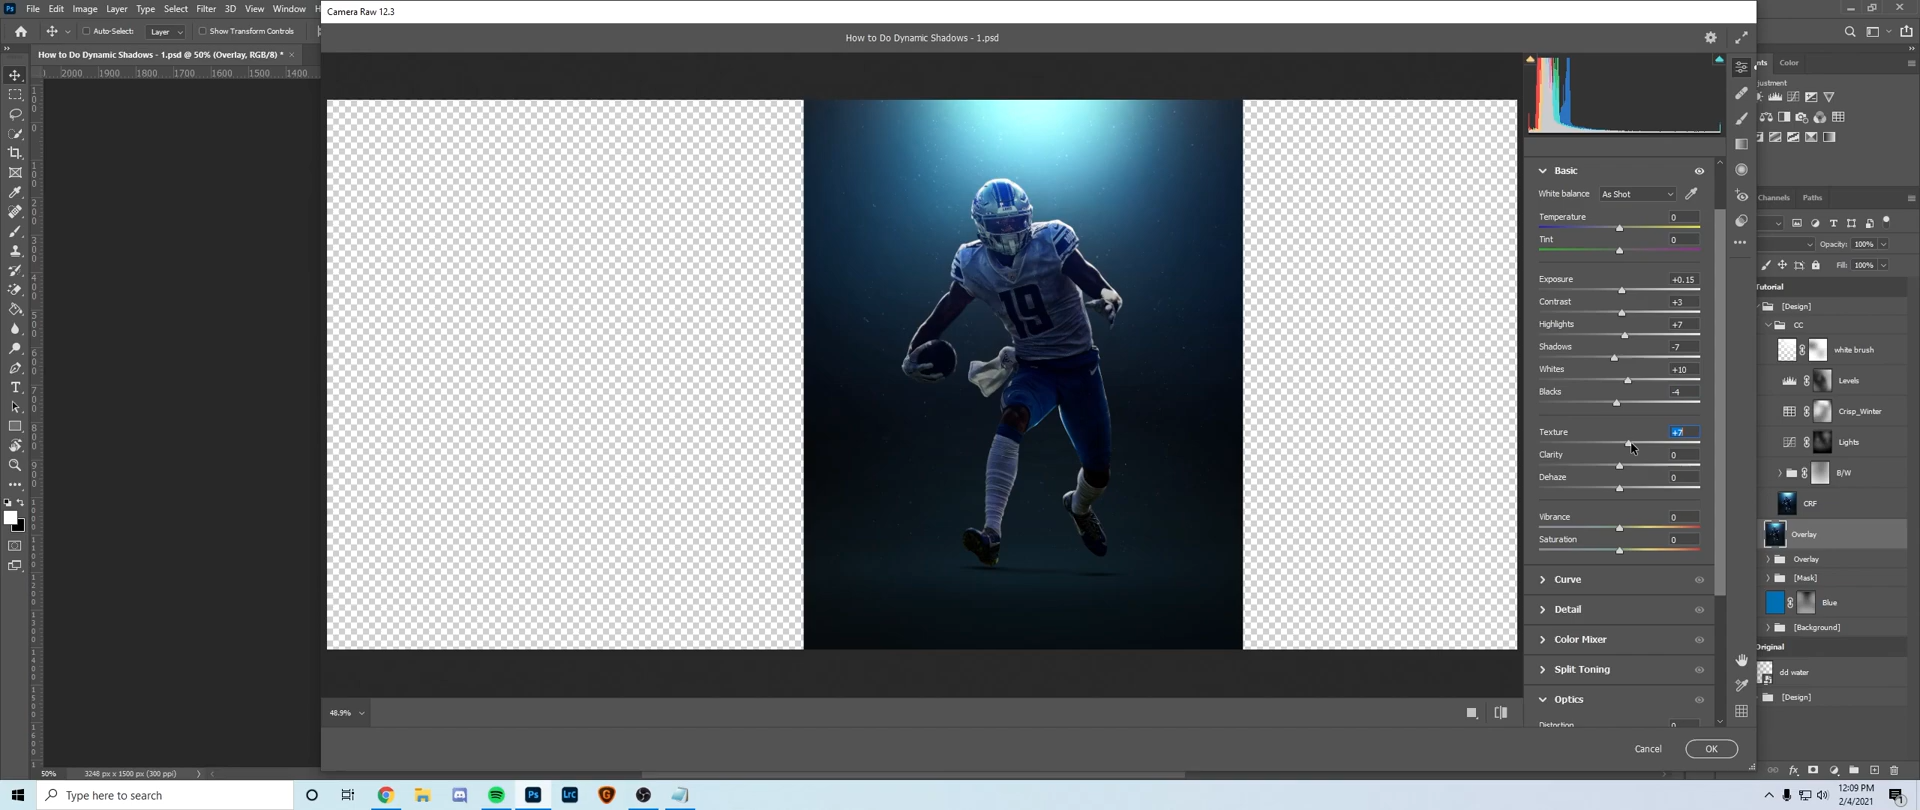 Camera Raw 12.3
Ps File Edit Image Layer Type Select Filter 3D View Window
How to Do Dynamic Shadows - 1.psd
Auto-Select: Layer Show Transform Controls
How to Do Dynamic Shadows - 1.psd @ 50% (Overlay, RGB/8) * ×
2000 1900 1800 1700 1600 1500 1400
Color
Basic
White balance As Shot
Temperature 0
Tint 0
Exposure +0.15
Contrast +3
Highlights +7
Shadows -7
Whites +10
Blacks -4
Texture +7
Clarity 0
Dehaze 0
Vibrance 0
Saturation 0
Curve
Detail
Color Mixer
Split Toning
Optics
Distortion 0
19
Channels Paths
Opacity: 100%
Fill: 100%
Tutorial
[Design]
CC
white brush
Levels
Crisp_Winter
Lights
B/W
CRF
Overlay
Overlay
[Mask]
Blue
[Background]
Original
dd water
[Design]
48.9%
Cancel OK
50% 3248 px x 1500 px (300 ppi)
Type here to search
Ps
Lrc
12:09 PM
2/4/2021